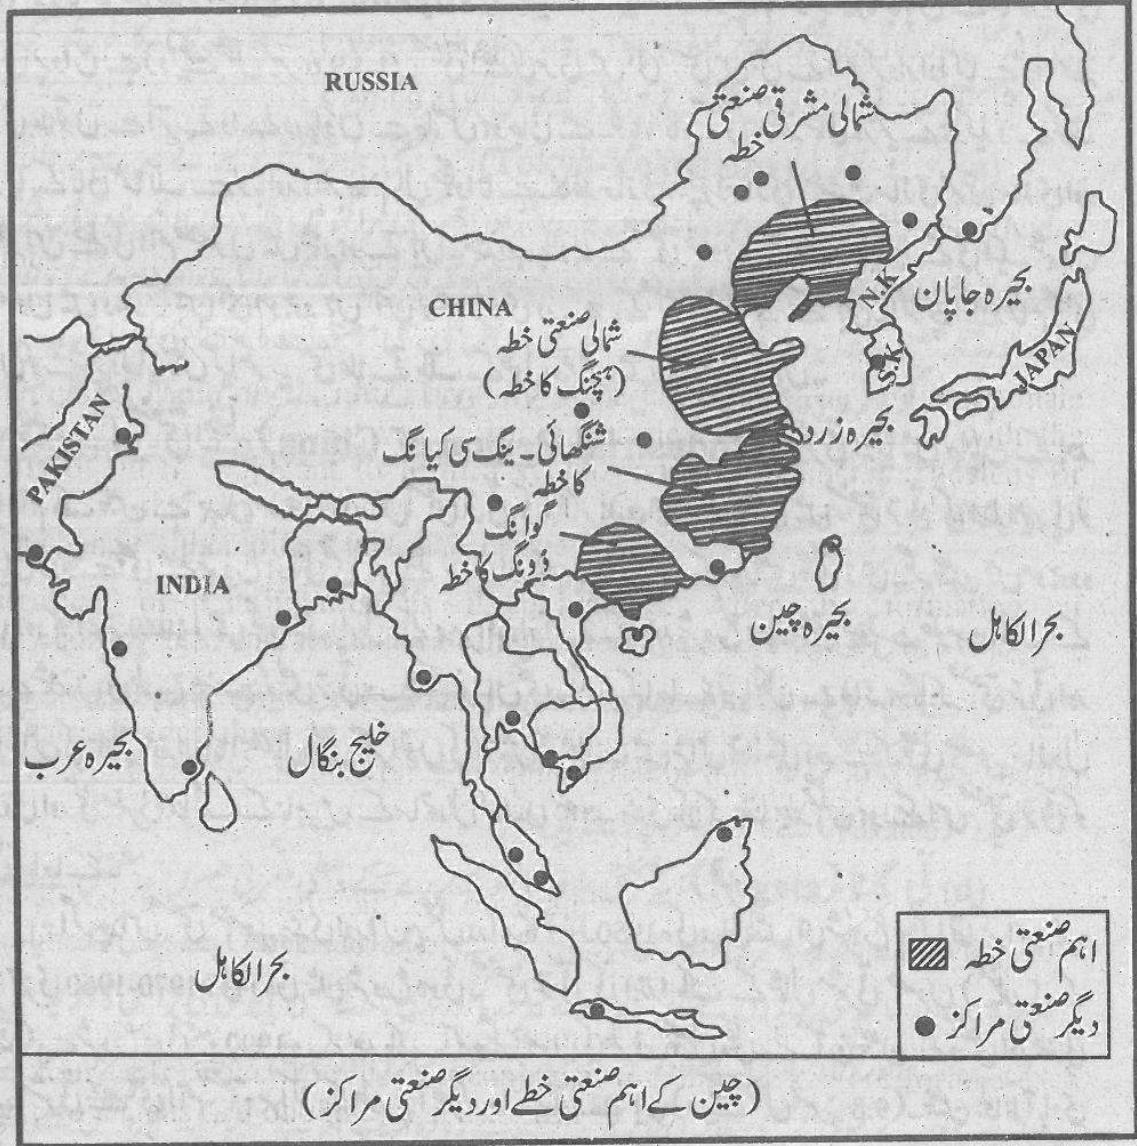 RUSSIA
شمالی مشرقی صنعتی
خطہ
بحیرہ جاپان
N.K
CHINA
شمالی صنعتی خطہ
(بیجنگ کا خطہ)
S.K
JAPAN
PAKISTAN
بحیرہ زرد
شنگھائی۔ ینگ سی کیانگ
کا خطہ
گوانگ
ڈونگ کا خطہ
INDIA
بحیرہ چین
بحرالکاہل
بحیرہ عرب
خلیج بنگال
بحرالکاہل
اہم صنعتی خطہ
دیگر صنعتی مراکز
(چین کے اہم صنعتی خطے اور دیگر صنعتی مراکز)